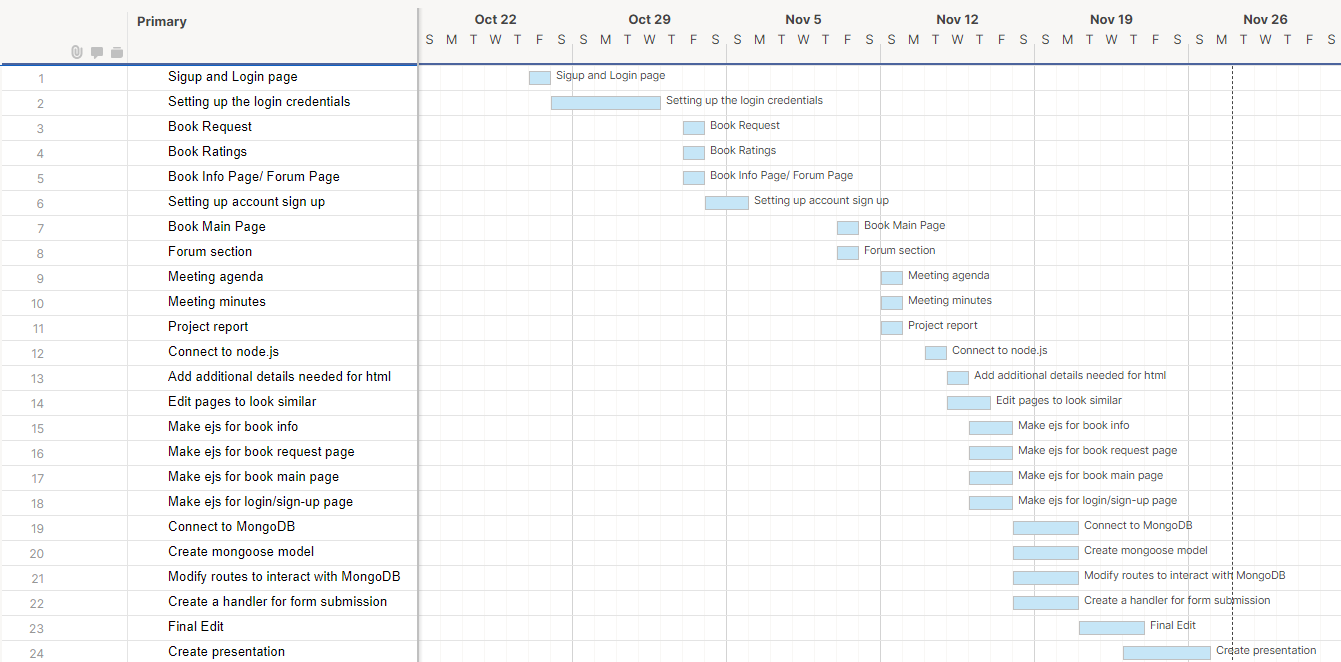 Primary
Oct 22 Oct 29 Nov 5 Nov 12 Nov 19 Nov 26
S M T W T F S S M T W T F S S M T W T F S S M T W T F S S M T W T F S S M T W T F S
1 Sigup and Login page Sigup and Login page
2 Setting up the login credentials Setting up the login credentials
3 Book Request Book Request
4 Book Ratings Book Ratings
5 Book Info Page/ Forum Page Book Info Page/ Forum Page
6 Setting up account sign up Setting up account sign up
7 Book Main Page Book Main Page
8 Forum section Forum section
9 Meeting agenda Meeting agenda
10 Meeting minutes Meeting minutes
11 Project report Project report
12 Connect to node.js Connect to node.js
13 Add additional details needed for html Add additional details needed for html
14 Edit pages to look similar Edit pages to look similar
15 Make ejs for book info Make ejs for book info
16 Make ejs for book request page Make ejs for book request page
17 Make ejs for book main page Make ejs for book main page
18 Make ejs for login/sign-up page Make ejs for login/sign-up page
19 Connect to MongoDB Connect to MongoDB
20 Create mongoose model Create mongoose model
21 Modify routes to interact with MongoDB Modify routes to interact with MongoDB
22 Create a handler for form submission Create a handler for form submission
23 Final Edit Final Edit
24 Create presentation Create presentation